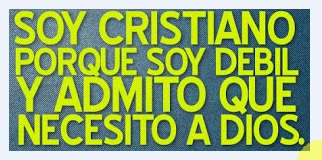 SOY CRISTIANO
PORQUE SOY DEBIL
Y ADMITO QUE
NECESITO A DIOS.